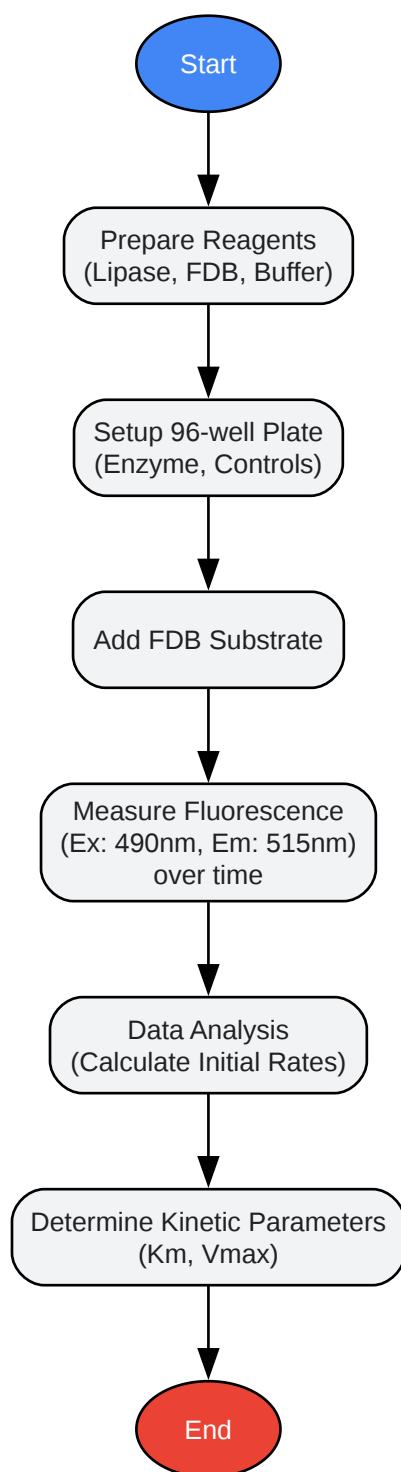 Start
Prepare Reagents
(Lipase, FDB, Buffer)
Setup 96-well Plate
(Enzyme, Controls)
Add FDB Substrate
Measure Fluorescence
(Ex: 490nm, Em: 515nm)
over time
Data Analysis
(Calculate Initial Rates)
Determine Kinetic Parameters
(Km, Vmax)
End